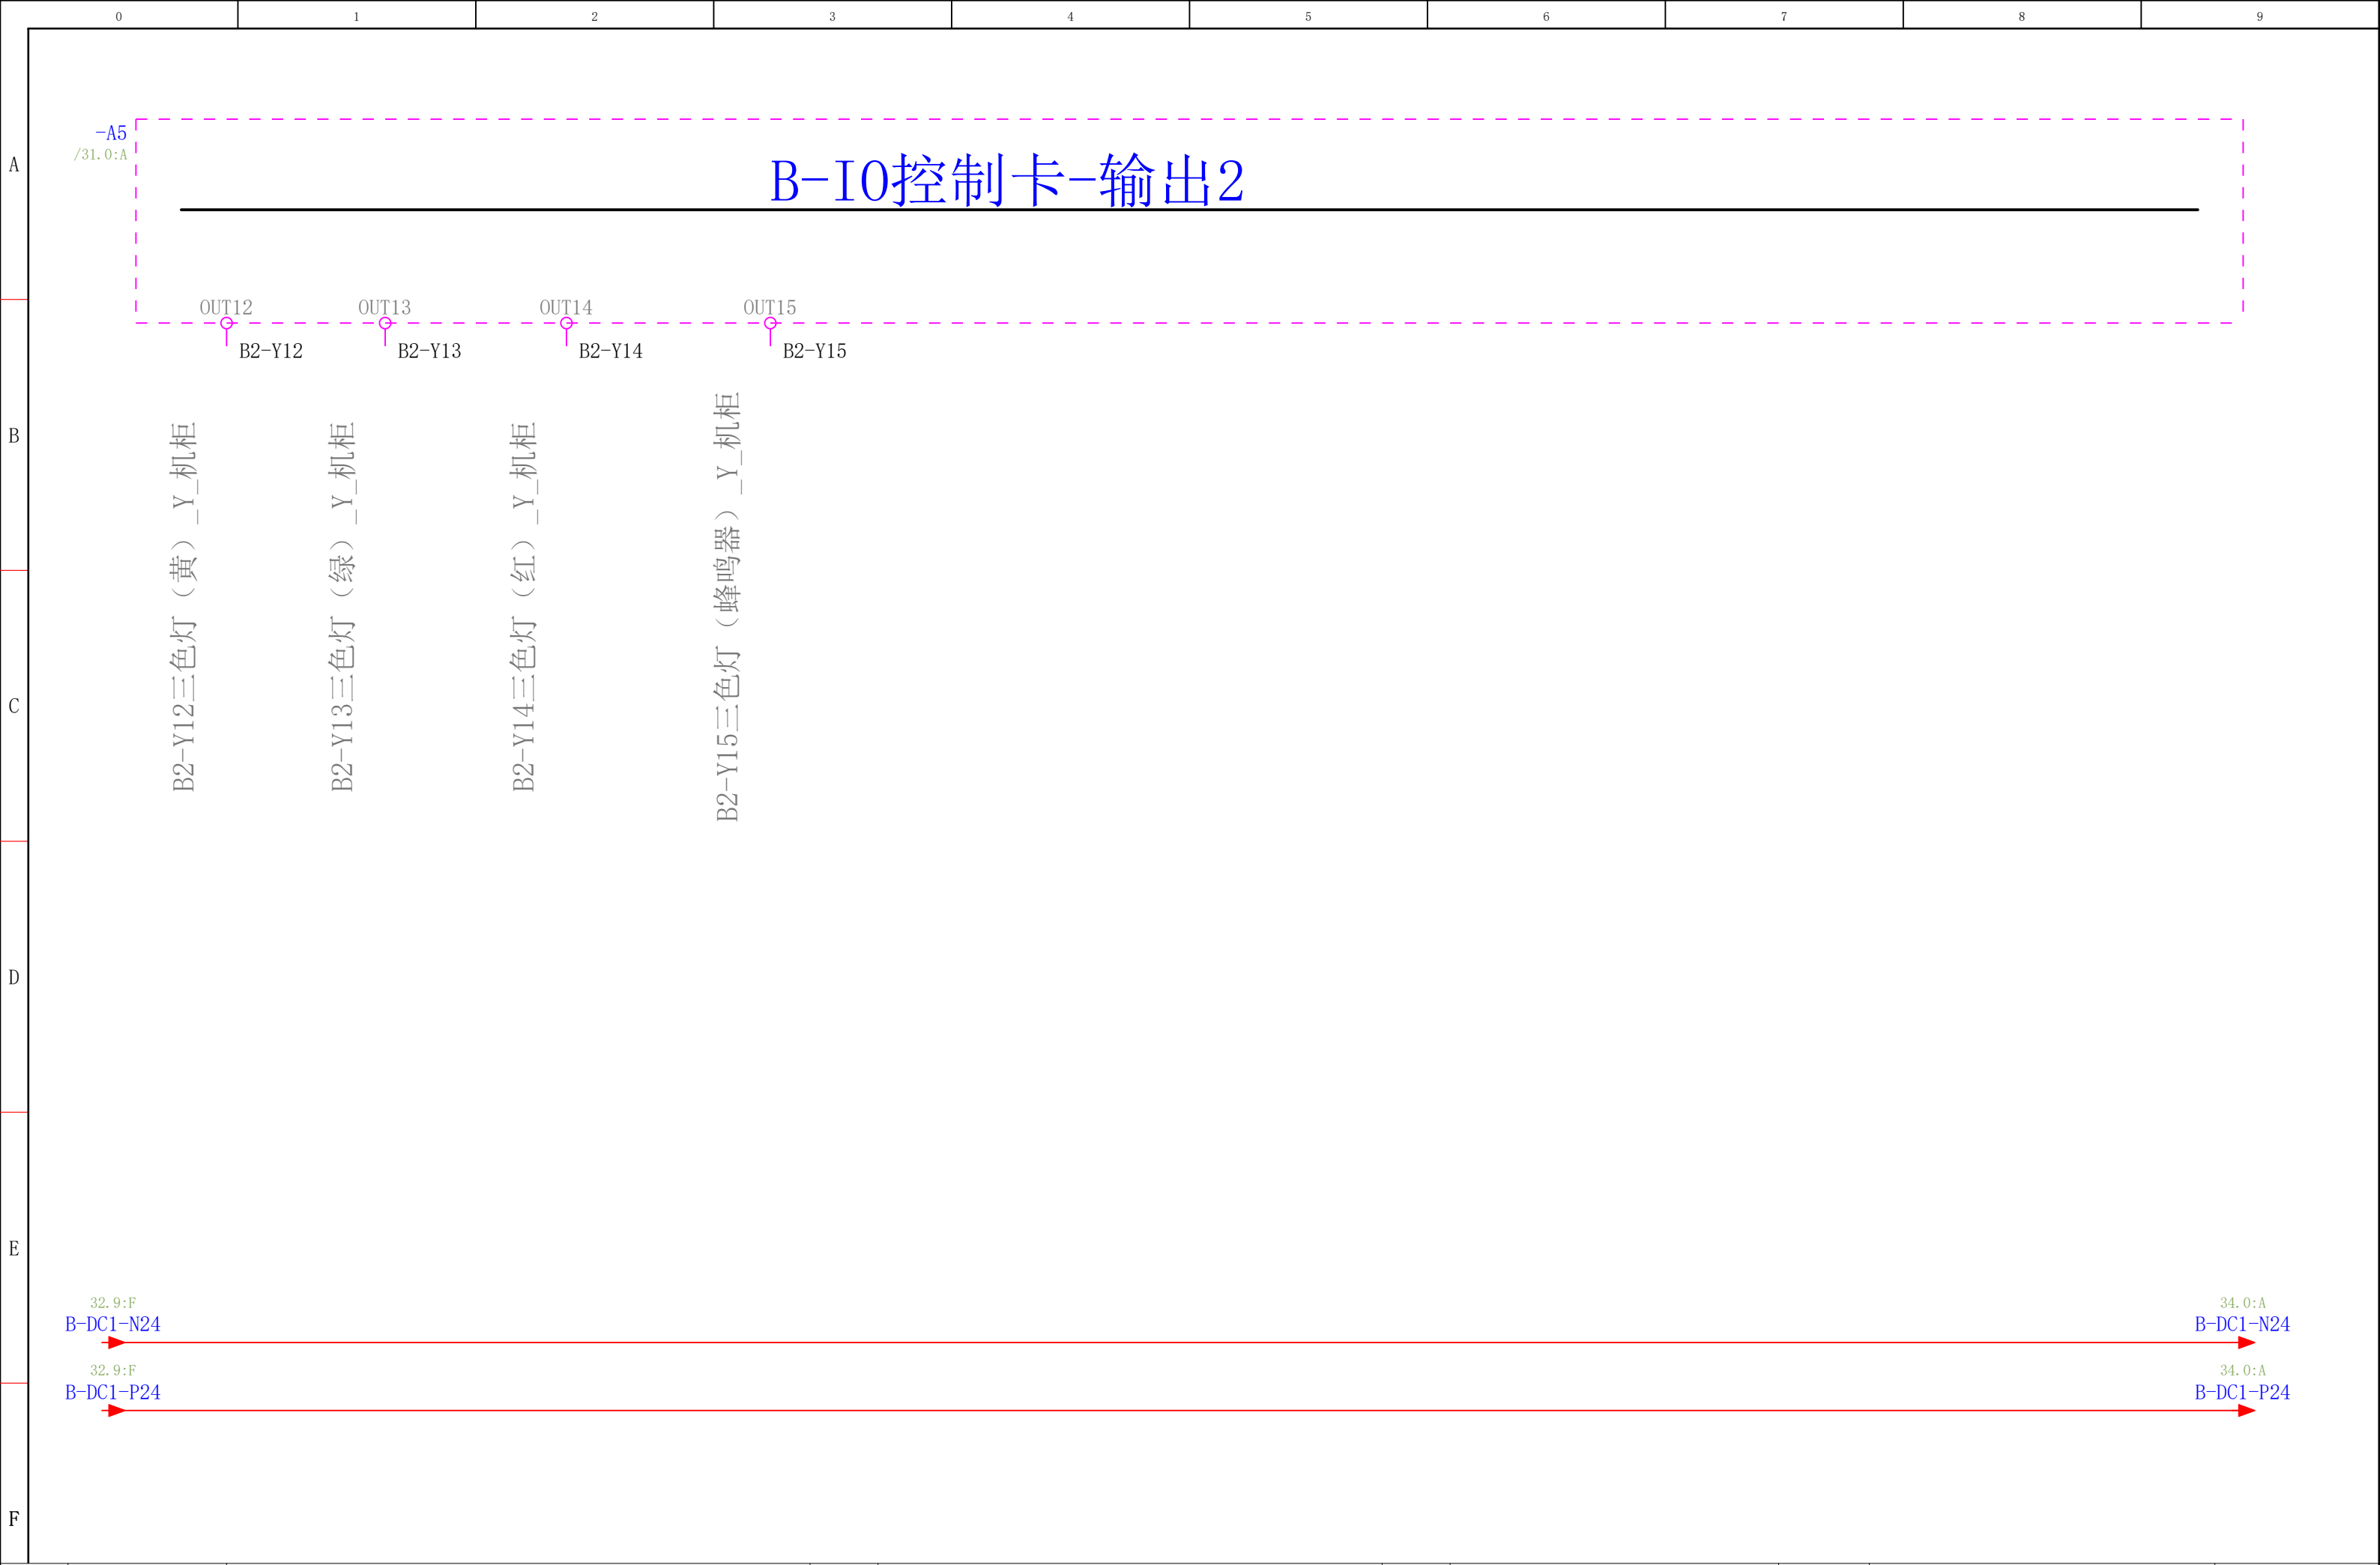 0 1 2 3 4 5 6 7 8 9
A
-A5
/31.0:A
B-IO控制卡-输出2
OUT12 OUT13 OUT14 OUT15
B2-Y12 B2-Y13 B2-Y14 B2-Y15
B
B2-Y12三色灯（黄）_Y_机柜
B2-Y13三色灯（绿）_Y_机柜
B2-Y14三色灯（红）_Y_机柜
B2-Y15三色灯（蜂鸣器）_Y_机柜
C
D
E
32.9:F 34.0:A
B-DC1-N24 B-DC1-N24
32.9:F 34.0:A
B-DC1-P24 B-DC1-P24
F